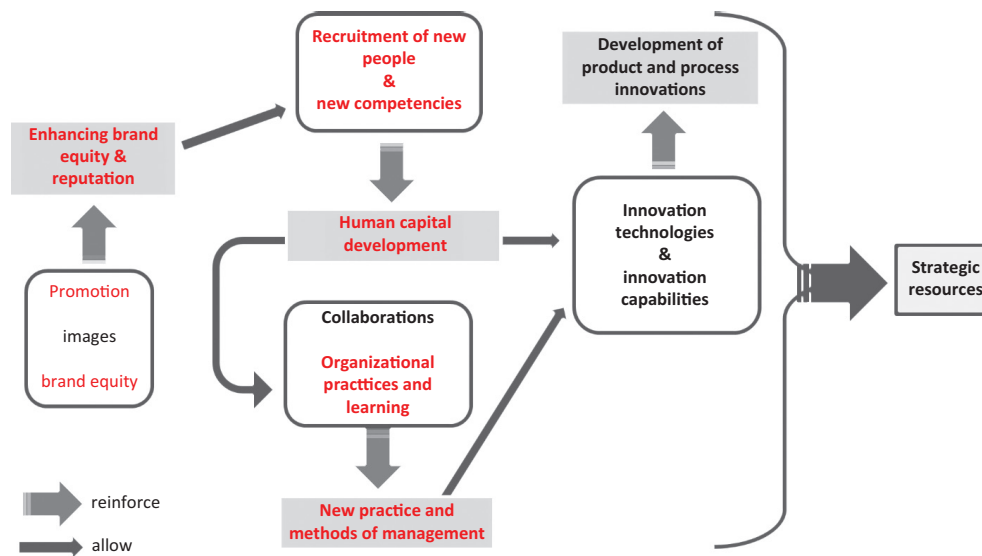 Enhancing brand
equity &
reputation
Promotion
images
brand equity
Recruitment of new
people
&
new competencies
Human capital
development
Collaborations
Organizational
practtices and
learning
New practice and
methods of management
Development of
product and process
innovations
Innovation
technologies
&
innovation
capabilities
Strategic
resources
reinforce
allow